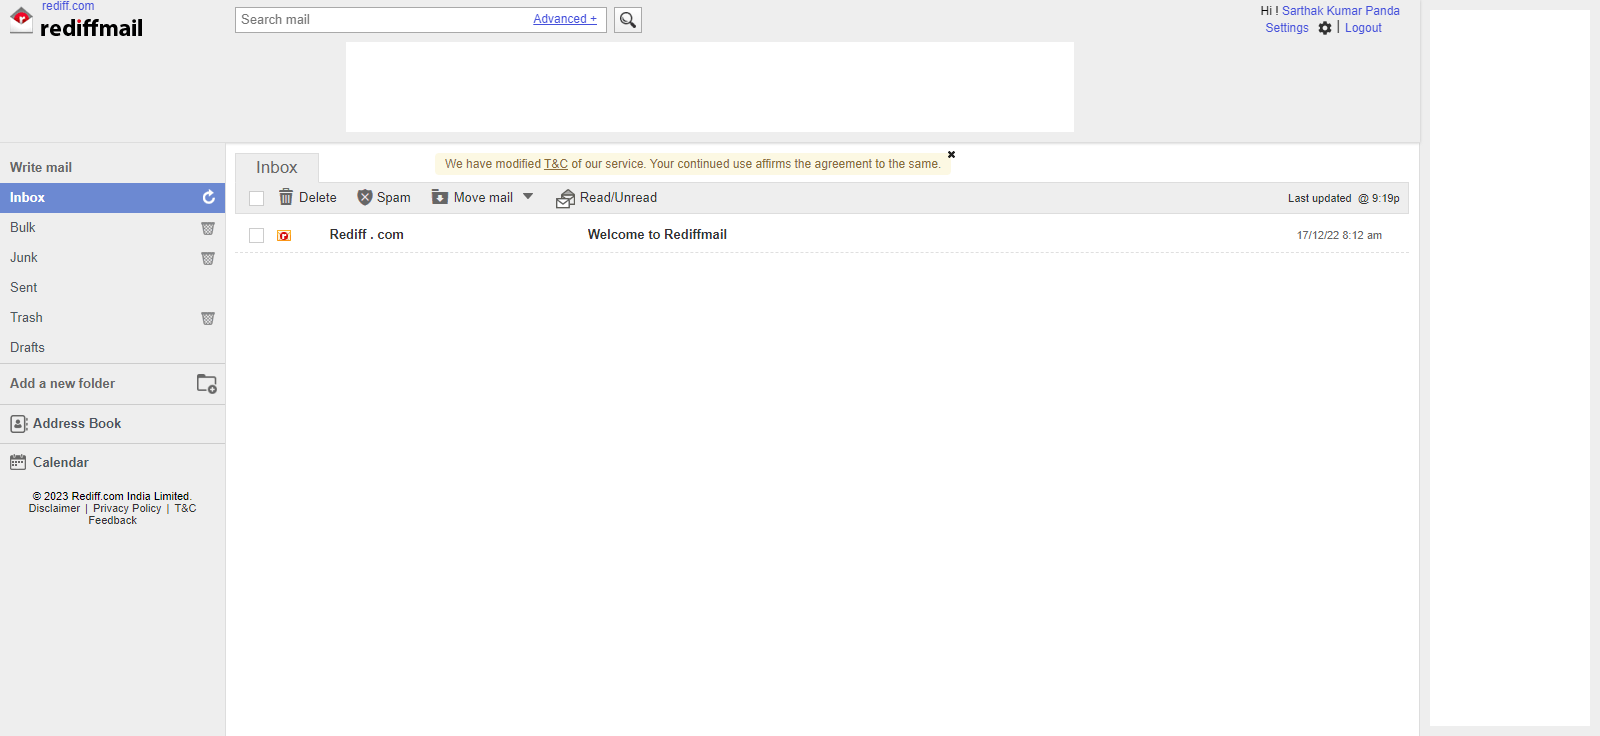 rediff.com
rediffmail
Search mail Advanced +
Hi ! Sarthak Kumar Panda
Settings | Logout
Write mail
Inbox
Bulk
Junk
Sent
Trash
Drafts
Add a new folder
Address Book
Calendar
© 2023 Rediff.com India Limited.
Disclaimer | Privacy Policy | T&C
Feedback
Inbox
We have modified T&C of our service. Your continued use affirms the agreement to the same.
Delete Spam Move mail Read/Unread Last updated @ 9:19p
Rediff . com Welcome to Rediffmail 17/12/22 8:12 am